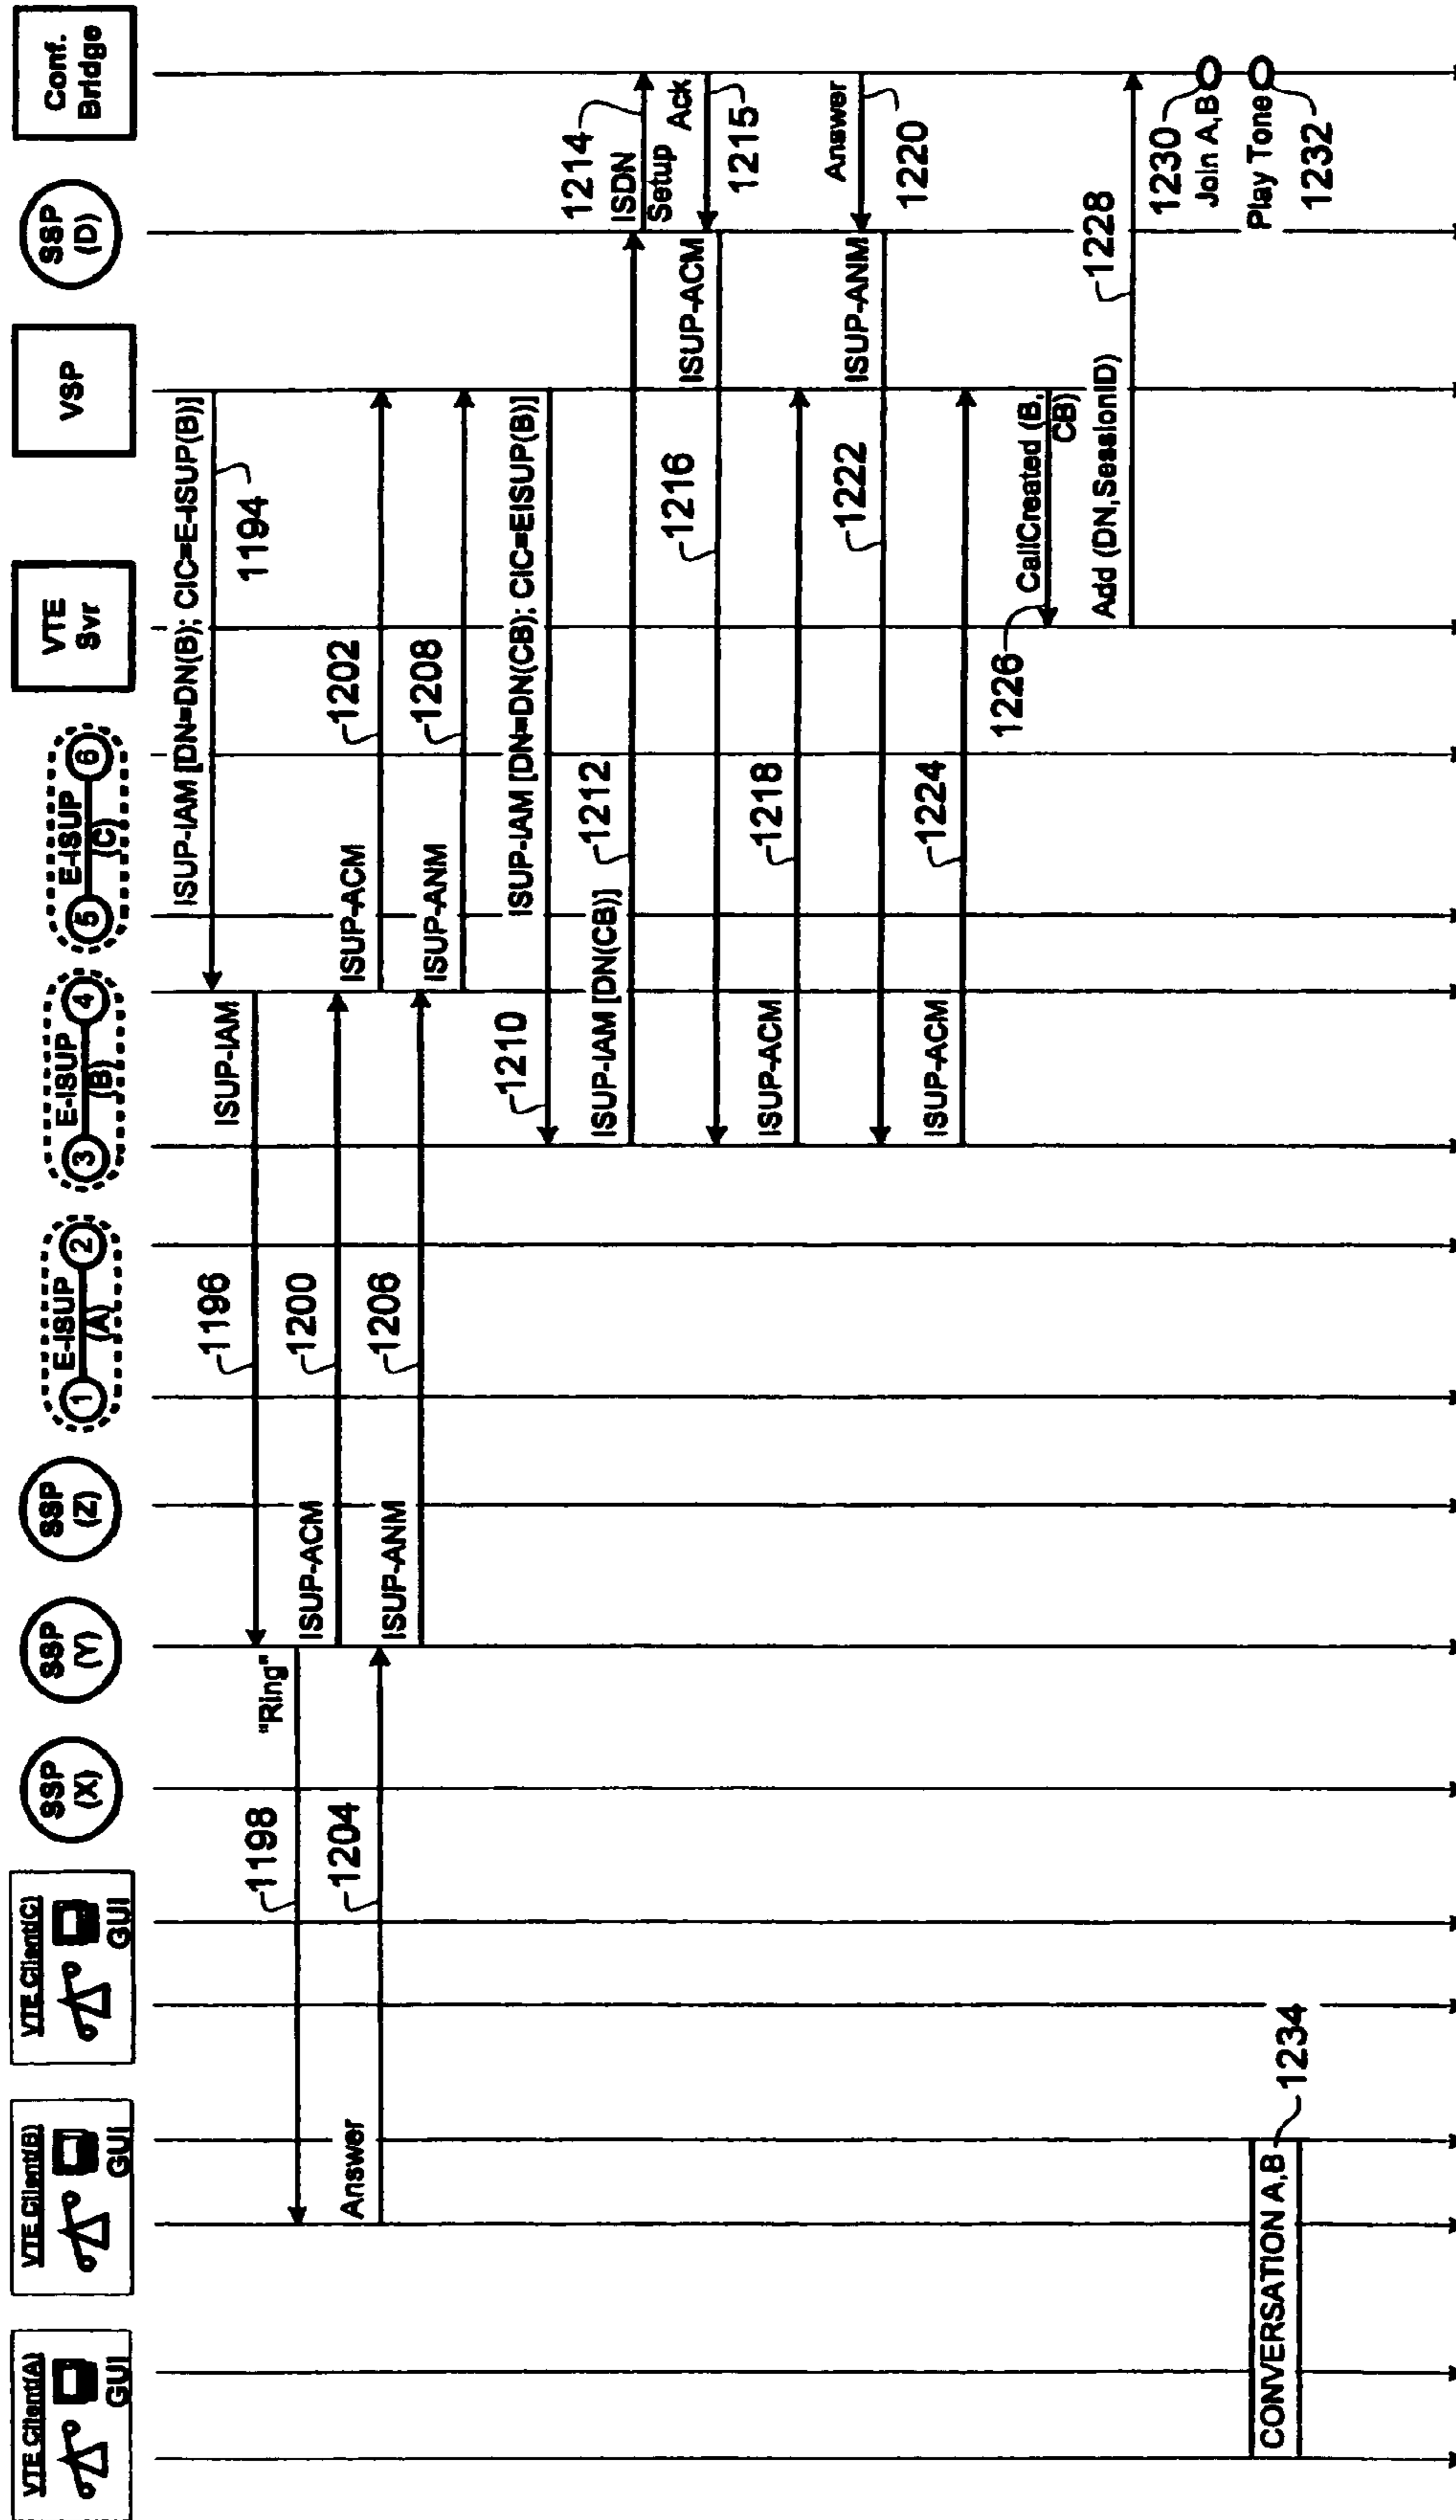 VTE Client(A)
GUI
VTE Client(B)
GUI
VTE Client(C)
GUI
SSP
(X)
SSP
(Y)
SSP
(Z)
1
E-ISUP
(A)
2
3
E-ISUP
(B)
4
5
E-ISUP
(C)
6
VTE
Svr
VSP
SSP
(D)
Conf.
Bridge
ISUP-IAM [DN=DN(B); CIC=E-ISUP(B)]
1194
ISUP-IAM
1196
"Ring"
1198
ISUP-ACM
1200
ISUP-ACM
1202
Answer
1204
ISUP-ANM
1206
ISUP-ANM
1208
ISUP-IAM [DN=DN(CB); CIC=EISUP(B)]
1210
ISUP-IAM [DN(CB)]
1212
1214
ISDN
Setup
Ack
1215
ISUP-ACM
1216
ISUP-ACM
1218
Answer
1220
ISUP-ANM
1222
ISUP-ACM
1224
CallCreated (B,
CB)
1226
Add (DN,SessionID)
1228
1230
Join A,B
Play Tone
1232
CONVERSATION A,B
1234